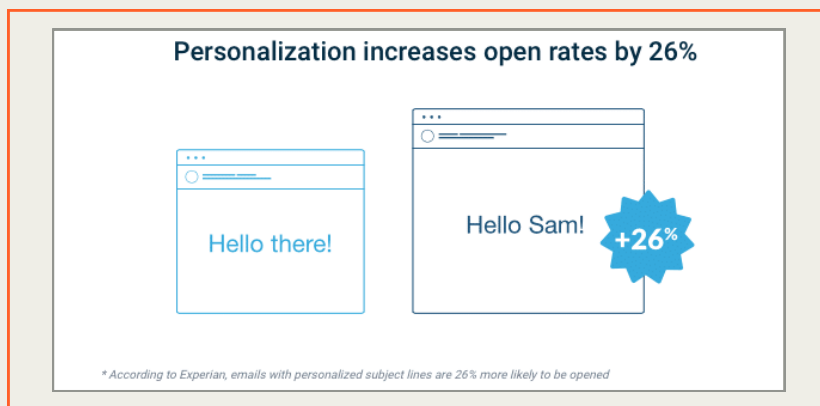 Personalization increases open rates by 26%
Hello there!
Hello Sam!
+26%
* According to Experian, emails with personalized subject lines are 26% more likely to be opened